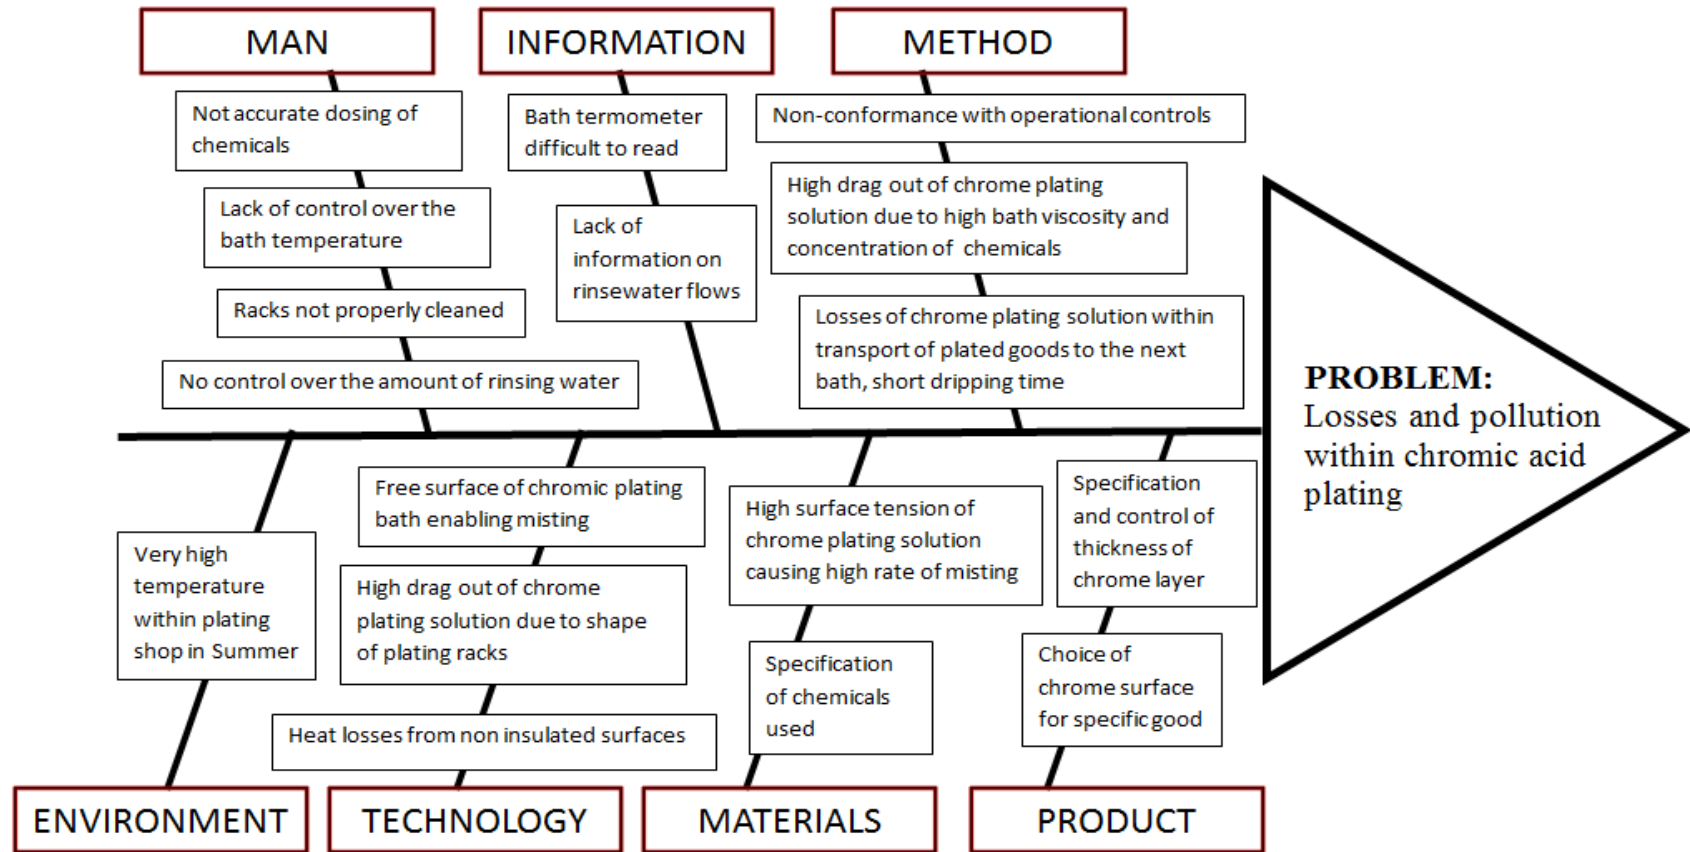 MAN
Not accurate dosing of
chemicals
Lack of control over the
bath temperature
Racks not properly cleaned
No control over the amount of rinsing water
INFORMATION
Bath termometer
difficult to read
Lack of
information on
rinsewater flows
METHOD
Non-conformance with operational controls
High drag out of chrome plating
solution due to high bath viscosity and
concentration of chemicals
Losses of chrome plating solution within
transport of plated goods to the next
bath, short dripping time
PROBLEM:
Losses and pollution
within chromic acid
plating
Very high
temperature
within plating
shop in Summer
ENVIRONMENT
Free surface of chromic plating
bath enabling misting
High drag out of chrome
plating solution due to shape
of plating racks
Heat losses from non insulated surfaces
TECHNOLOGY
High surface tension of
chrome plating solution
causing high rate of misting
Specification
of chemicals
used
MATERIALS
Specification
and control of
thickness of
chrome layer
Choice of
chrome surface
for specific good
PRODUCT